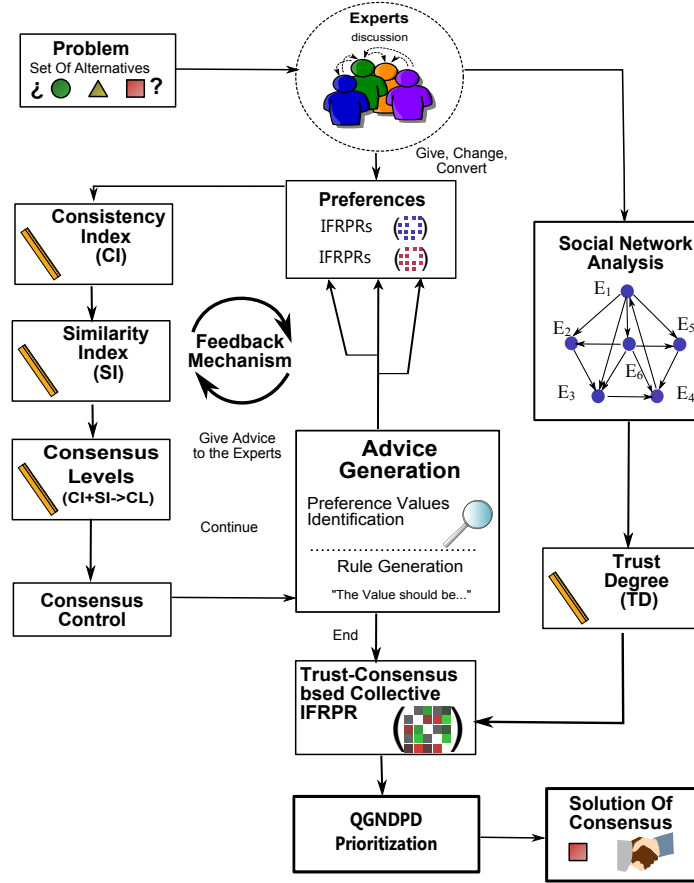 Problem
Set Of Alternatives
¿ ?
Experts
discussion
Give, Change,
Convert
Preferences
IFRPRs
IFRPRs
Consistency
Index
(CI)
Similarity
Index
(SI)
Consensus
Levels
(CI+SI->CL)
Consensus
Control
Feedback
Mechanism
Give Advice
to the Experts
Continue
Advice
Generation
Preference Values
Identification
Rule Generation
"The Value should be..."
End
Social Network
Analysis
E1
E2
E5
E6
E3
E4
Trust
Degree
(TD)
Trust-Consensus
bsed Collective
IFRPR
QGNDPD
Prioritization
Solution Of
Consensus